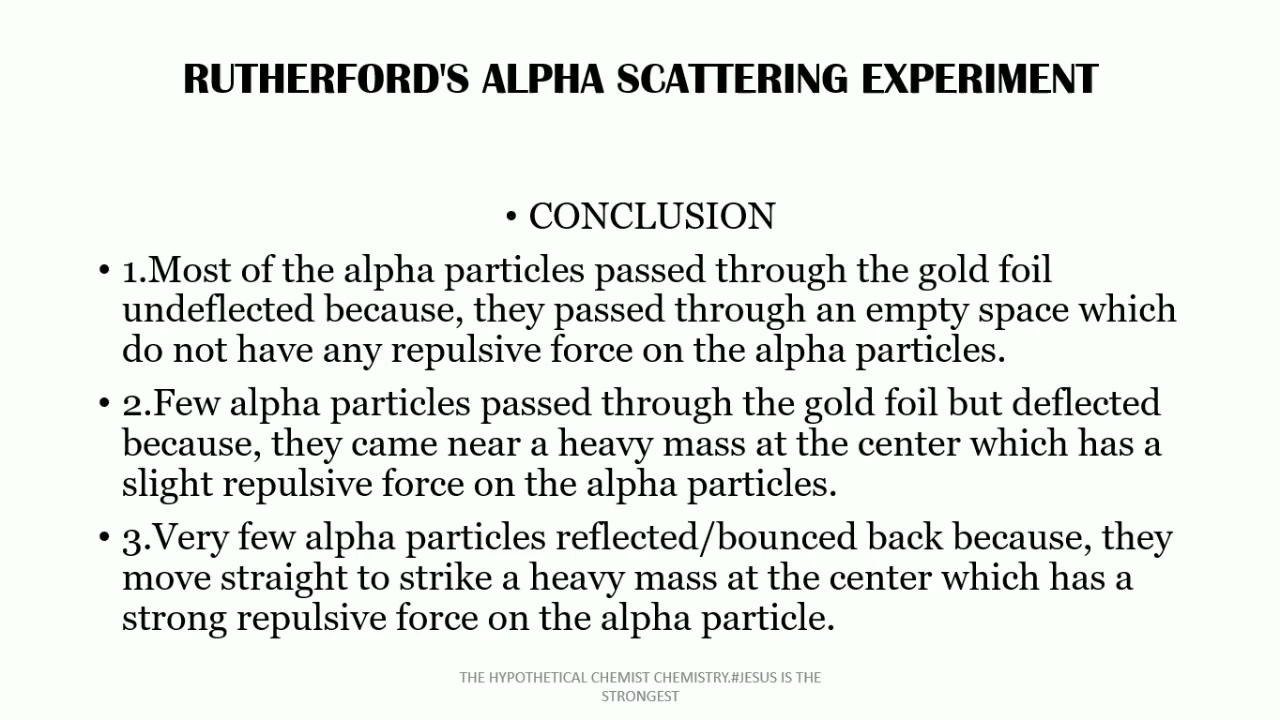 RUTHERFORD'S ALPHA SCATTERING EXPERIMENT
• CONCLUSION
• 1.Most of the alpha particles passed through the gold foil
undeflected because, they passed through an empty space which
do not have any repulsive force on the alpha particles.
• 2.Few alpha particles passed through the gold foil but deflected
because, they came near a heavy mass at the center which has a
slight repulsive force on the alpha particles.
• 3.Very few alpha particles reflected/bounced back because, they
move straight to strike a heavy mass at the center which has a
strong repulsive force on the alpha particle.
THE HYPOTHETICAL CHEMIST CHEMISTRY.#JESUS IS THE
STRONGEST